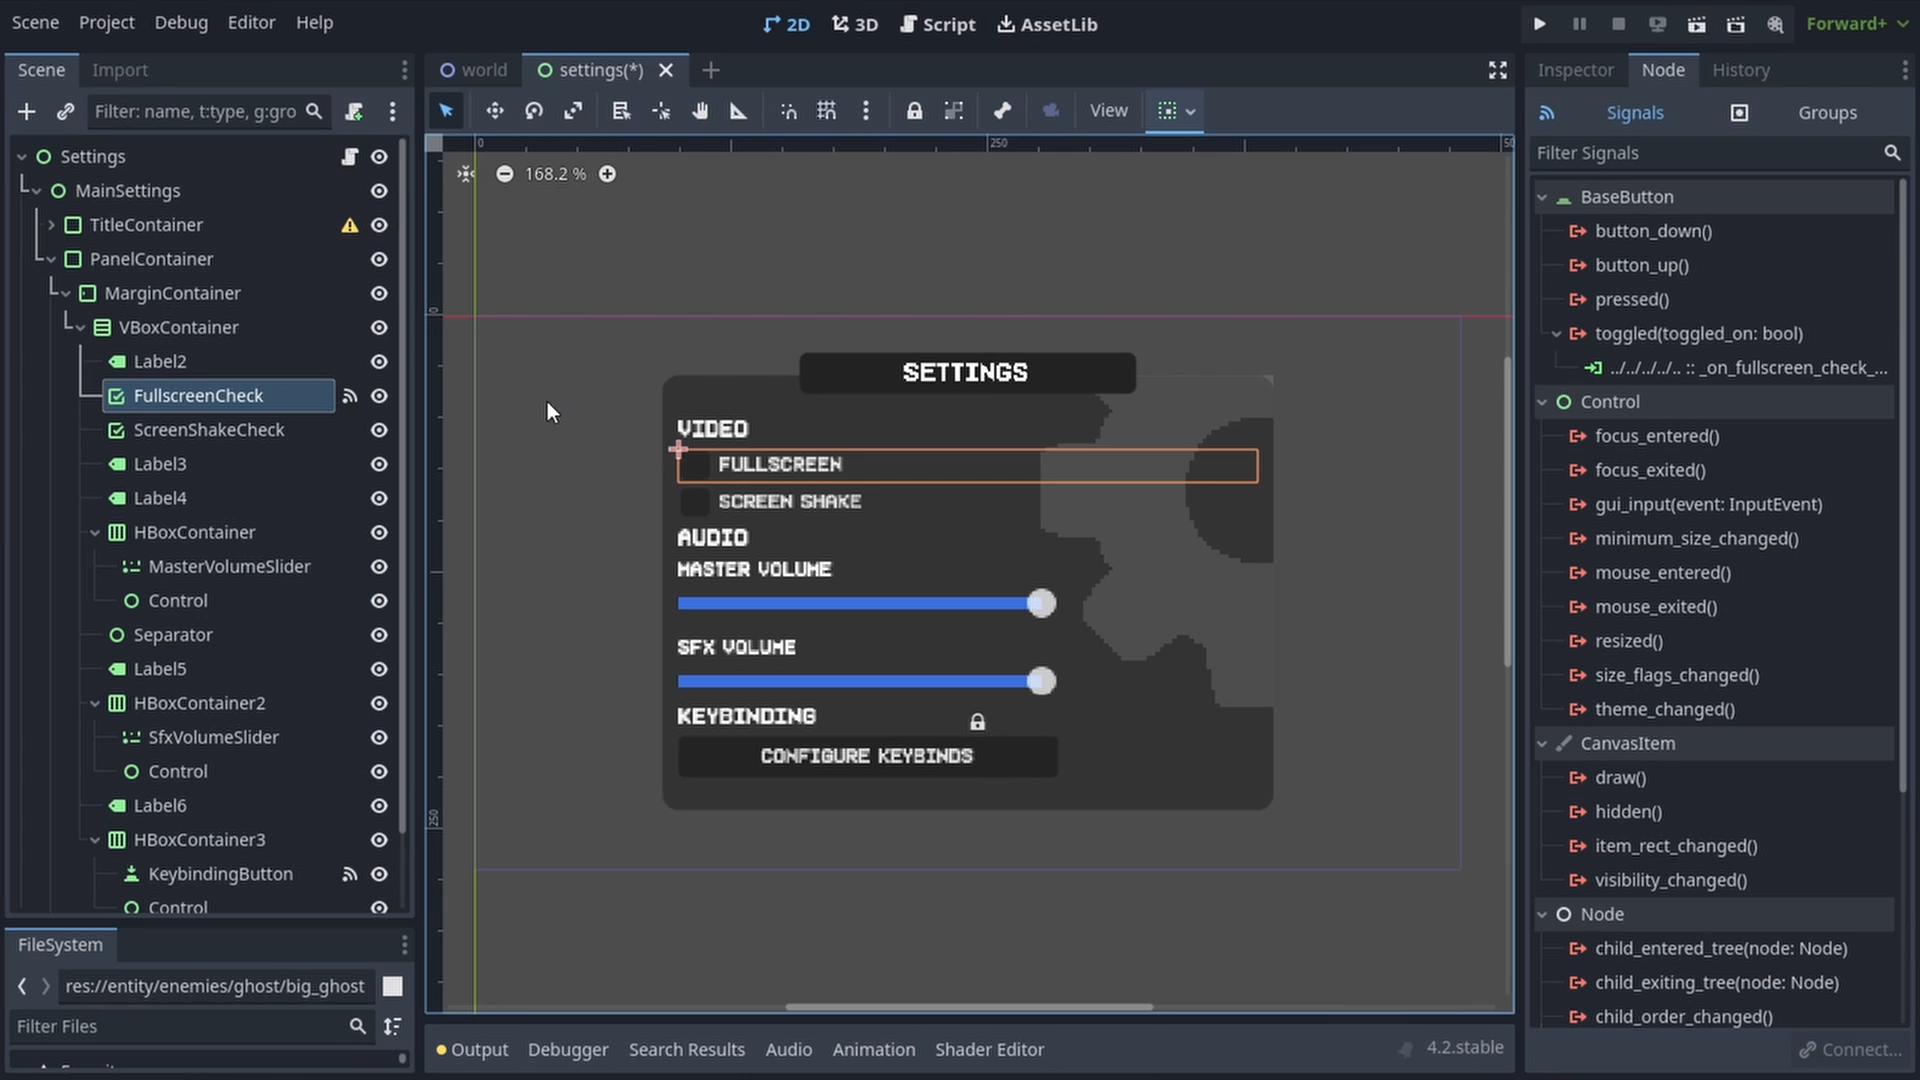 Scene Project Debug Editor Help
2D 3D Script AssetLib
Forward+
Scene Import
world settings(*)
Inspector Node History
Filter: name, t:type, g:gro
View
Signals Groups
Filter Signals
0 250
168.2 %
0
250
Settings
MainSettings
TitleContainer
PanelContainer
MarginContainer
VBoxContainer
Label2
FullscreenCheck
ScreenShakeCheck
Label3
Label4
HBoxContainer
MasterVolumeSlider
Control
Separator
Label5
HBoxContainer2
SfxVolumeSlider
Control
Label6
HBoxContainer3
KeybindingButton
Control
SETTINGS
VIDEO
FULLSCREEN
SCREEN SHAKE
AUDIO
MASTER VOLUME
SFX VOLUME
KEYBINDING
CONFIGURE KEYBINDS
BaseButton
button_down()
button_up()
pressed()
toggled(toggled_on: bool)
../../../../.. :: _on_fullscreen_check_...
Control
focus_entered()
focus_exited()
gui_input(event: InputEvent)
minimum_size_changed()
mouse_entered()
mouse_exited()
resized()
size_flags_changed()
theme_changed()
CanvasItem
draw()
hidden()
item_rect_changed()
visibility_changed()
Node
child_entered_tree(node: Node)
child_exiting_tree(node: Node)
child_order_changed()
Connect...
FileSystem
res://entity/enemies/ghost/big_ghost
Filter Files
Output Debugger Search Results Audio Animation Shader Editor
4.2.stable